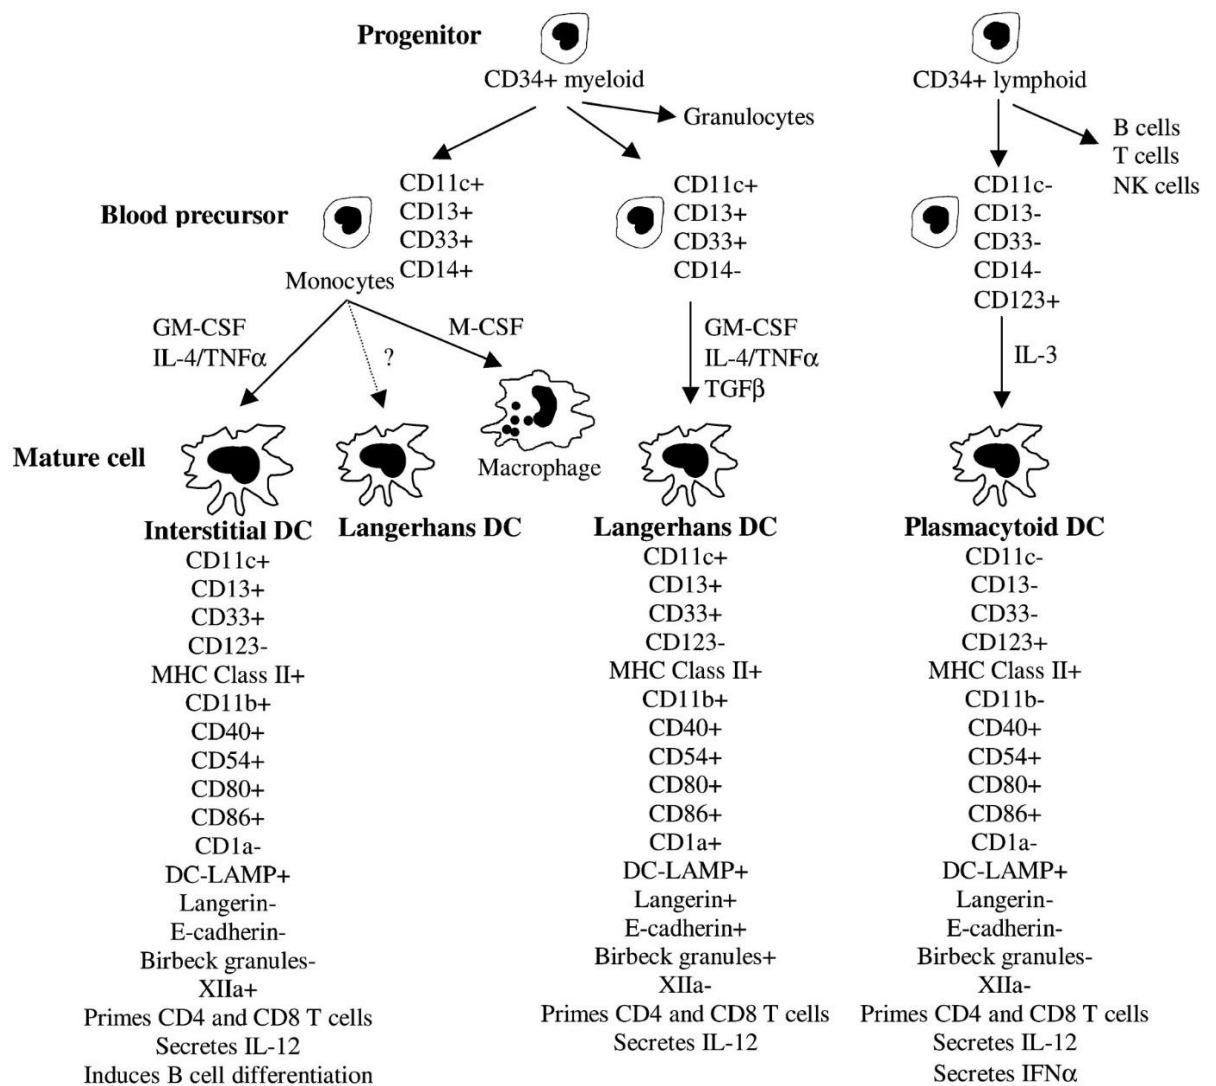 Progenitor
CD34+ myeloid
CD34+ lymphoid
Granulocytes
B cells
T cells
NK cells
Blood precursor
CD11c+
CD13+
CD33+
CD14+
Monocytes
CD11c+
CD13+
CD33+
CD14-
CD11c-
CD13-
CD33-
CD14-
CD123+
GM-CSF
IL-4/TNFα
?
M-CSF
GM-CSF
IL-4/TNFα
TGFβ
IL-3
Mature cell
Macrophage
Interstitial DC
CD11c+
CD13+
CD33+
CD123-
MHC Class II+
CD11b+
CD40+
CD54+
CD80+
CD86+
CD1a-
DC-LAMP+
Langerin-
E-cadherin-
Birbeck granules-
XIIa+
Primes CD4 and CD8 T cells
Secretes IL-12
Induces B cell differentiation
Langerhans DC
Langerhans DC
CD11c+
CD13+
CD33+
CD123-
MHC Class II+
CD11b+
CD40+
CD54+
CD80+
CD86+
CD1a+
DC-LAMP+
Langerin+
E-cadherin+
Birbeck granules+
XIIa-
Primes CD4 and CD8 T cells
Secretes IL-12
Plasmacytoid DC
CD11c-
CD13-
CD33-
CD123+
MHC Class II+
CD11b-
CD40+
CD54+
CD80+
CD86+
CD1a-
DC-LAMP+
Langerin-
E-cadherin-
Birbeck granules-
XIIa-
Primes CD4 and CD8 T cells
Secretes IL-12
Secretes IFNα